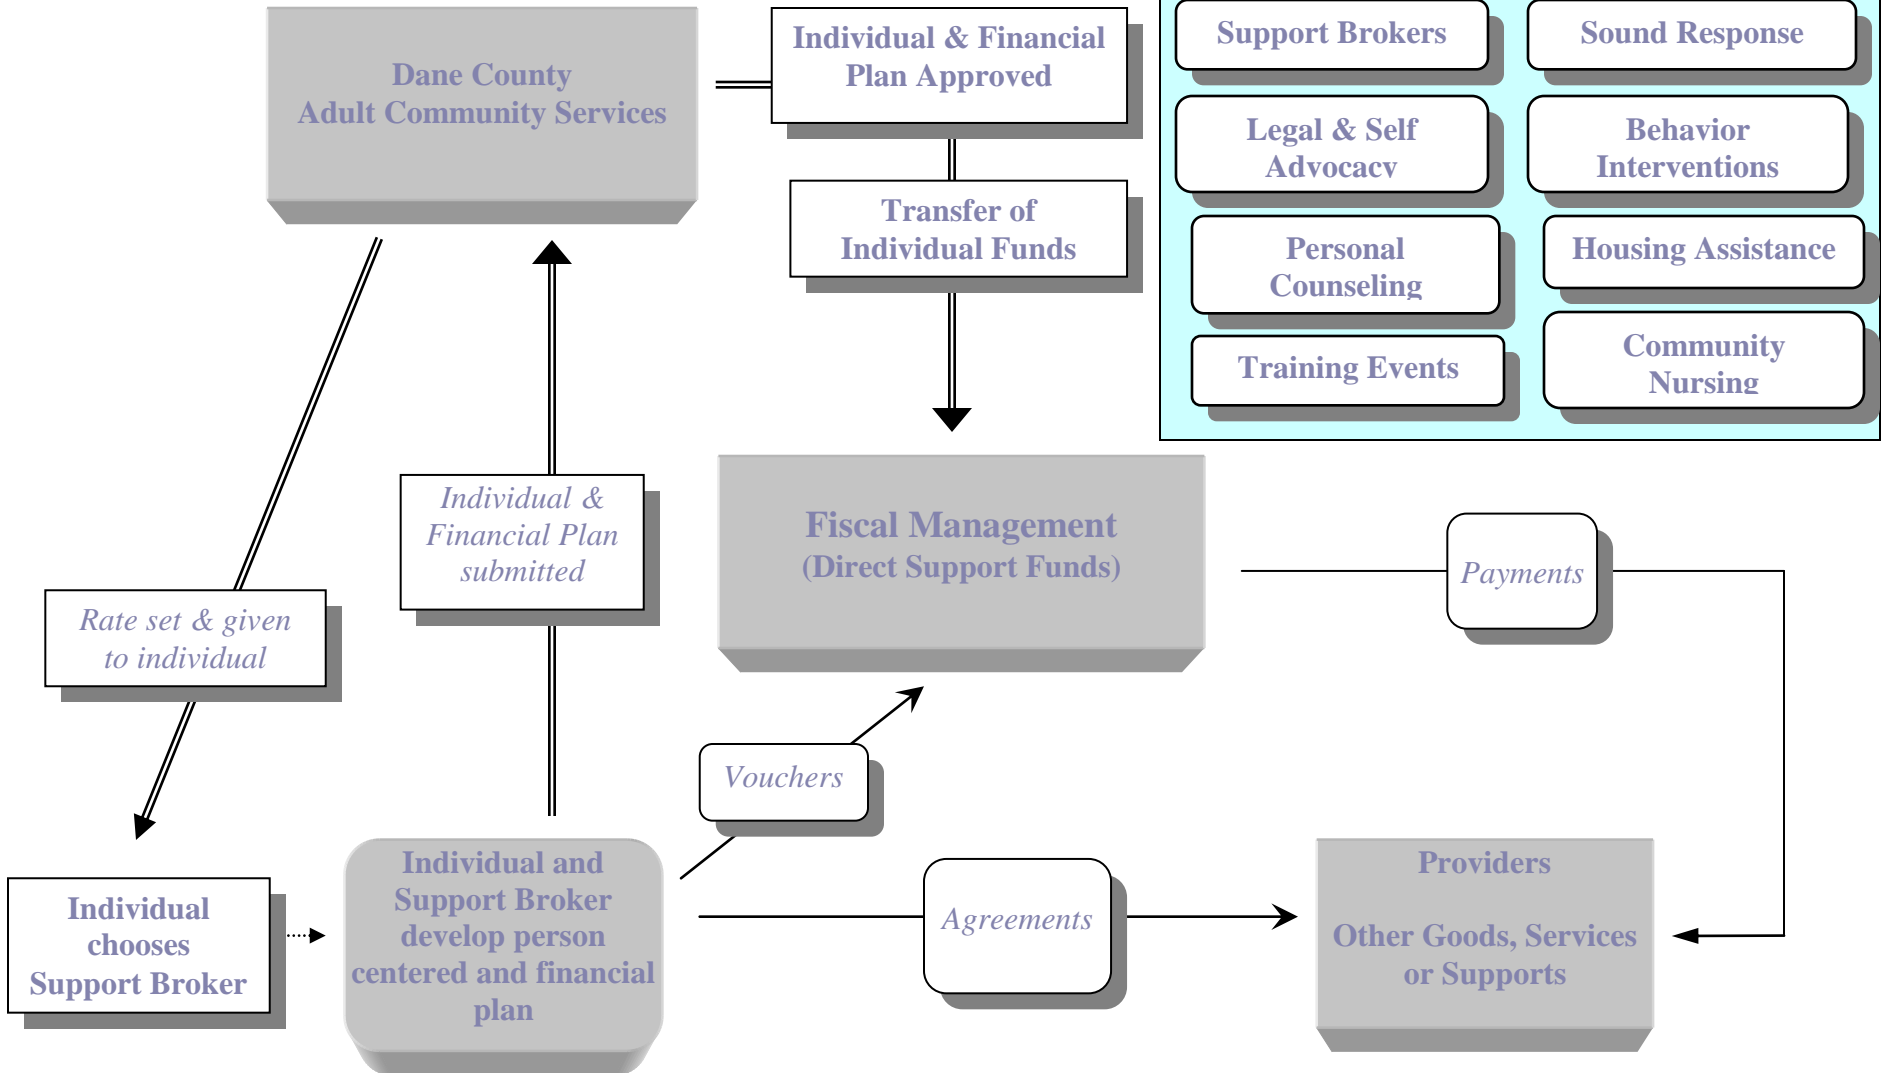 Dane County
Adult Community Services
Individual & Financial
Plan Approved
Transfer of
Individual Funds
Support Brokers
Sound Response
Legal & Self
Advocacy
Behavior
Interventions
Personal
Counseling
Housing Assistance
Training Events
Community
Nursing
Individual &
Financial Plan
submitted
Rate set & given
to individual
Fiscal Management
(Direct Support Funds)
Payments
Vouchers
Individual
chooses
Support Broker
Individual and
Support Broker
develop person
centered and financial
plan
Agreements
Providers
Other Goods, Services
or Supports